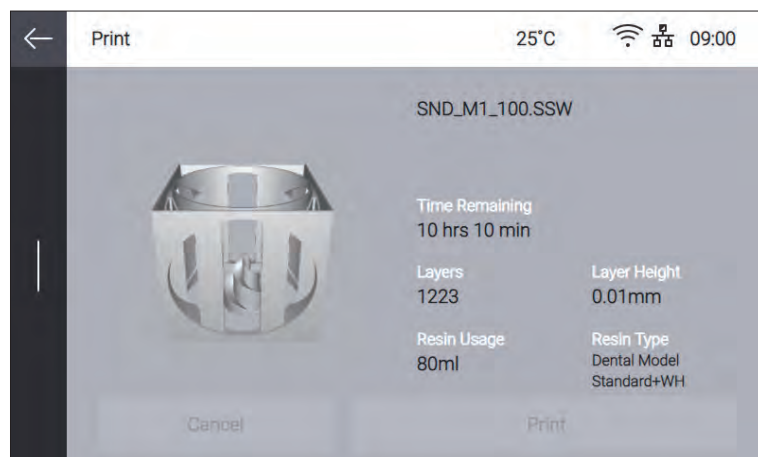 Print
25°C
09:00
SND_M1_100.SSW
Time Remaining
10 hrs 10 min
Layers
1223
Layer Height
0.01mm
Resin Usage
80ml
Resin Type
Dental Model
Standard+WH
Cancel
Print